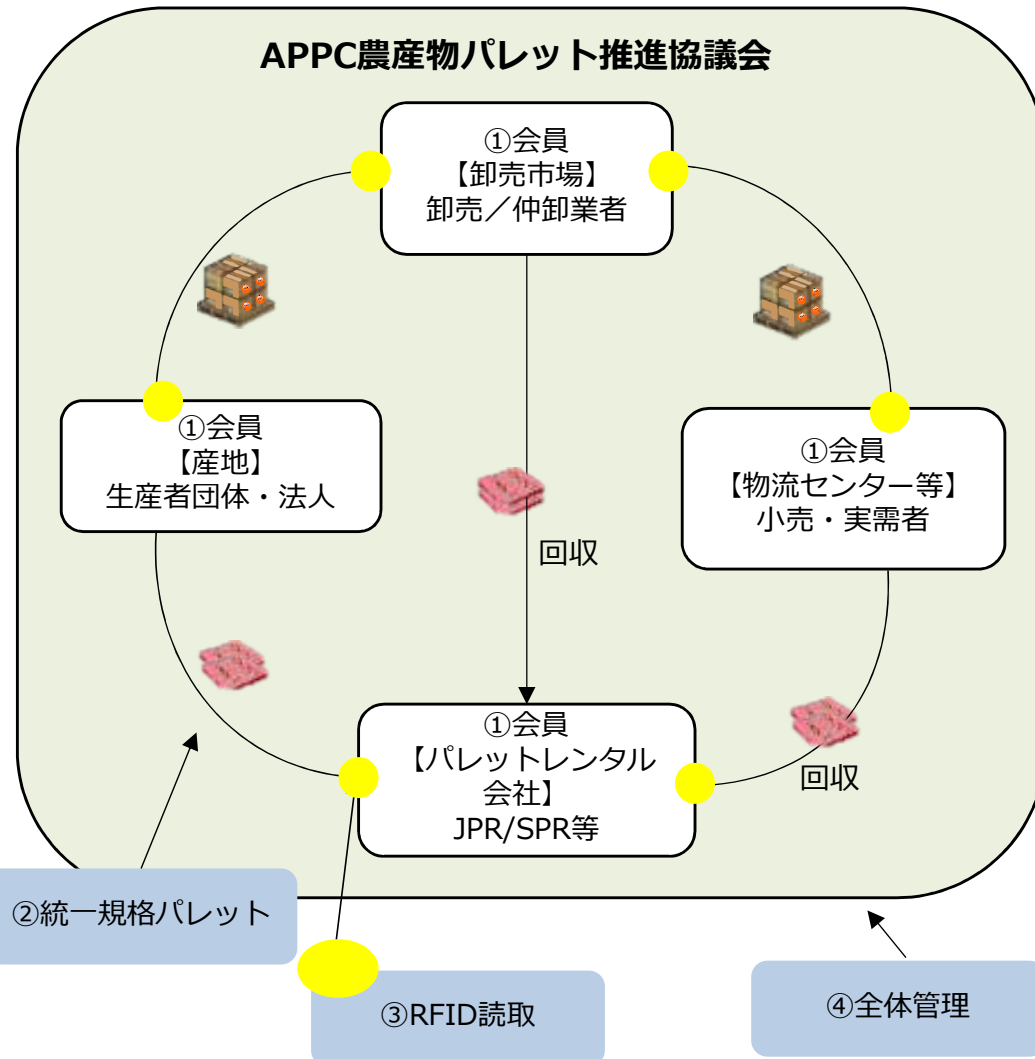 APPC農産物パレット推進協議会
①会員
【卸売市場】
卸売／仲卸業者
①会員
【産地】
生産者団体・法人
①会員
【物流センター等】
小売・実需者
回収
①会員
【パレットレンタル
会社】
JPR/SPR等
回収
②統一規格パレット
③RFID読取
④全体管理